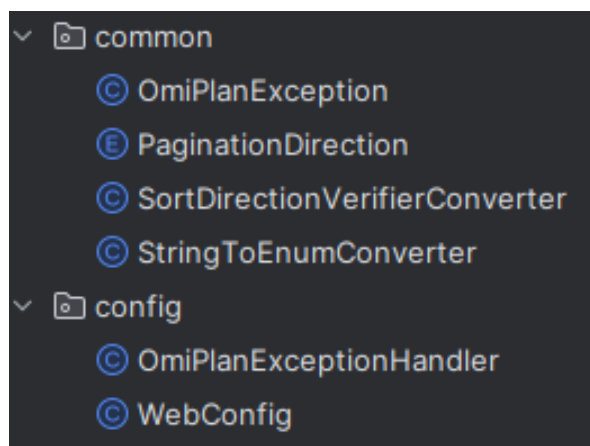 common
C OmiPlanException
E PaginationDirection
C SortDirectionVerifierConverter
C StringToEnumConverter
config
C OmiPlanExceptionHandler
C WebConfig